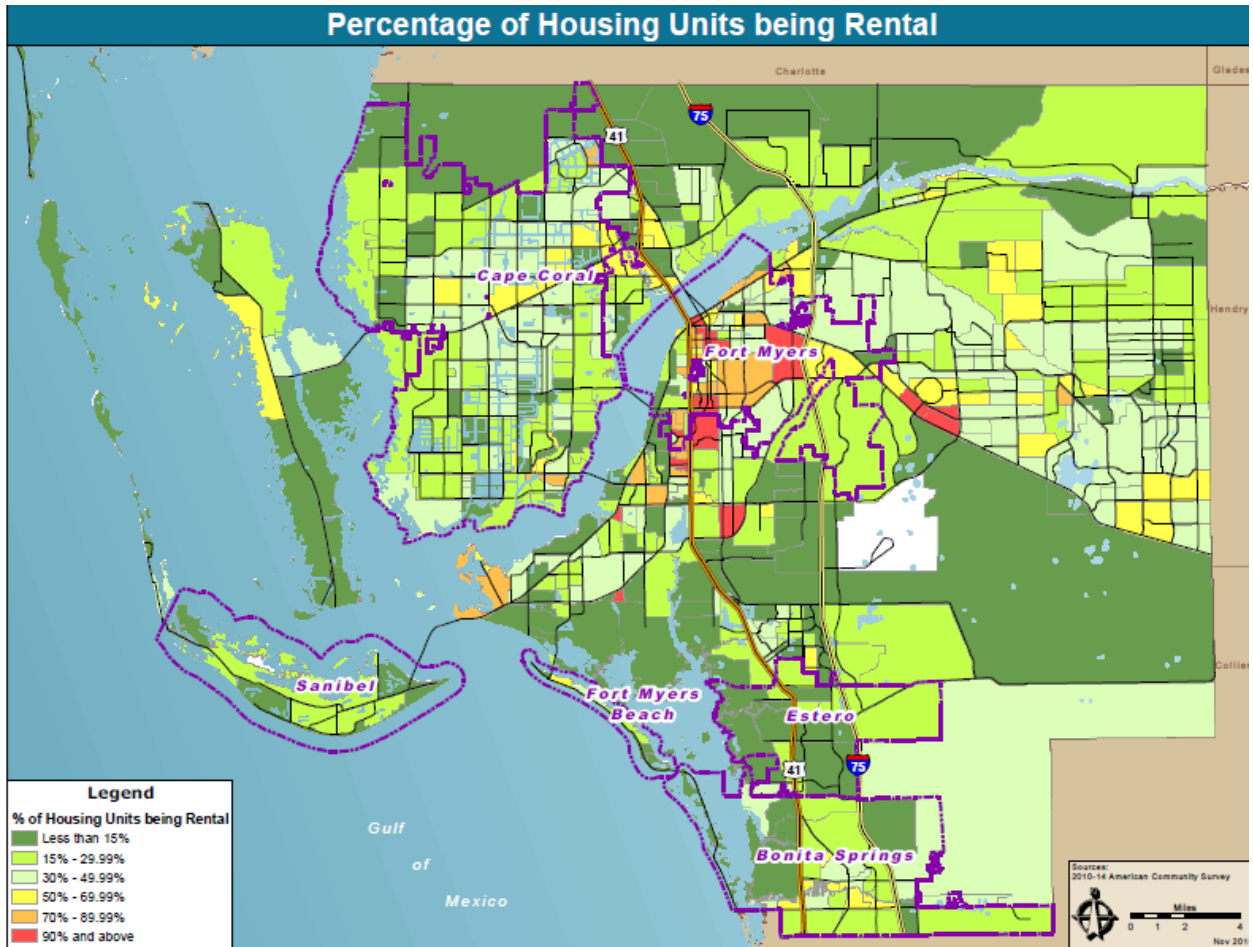 Percentage of Housing Units being Rental
Charlotte
Glades
75
41
Cape Coral
Hendry
Fort Myers
Collier
Sanibel
Fort Myers
Beach
Estero
41
75
Bonita Springs
Gulf
of
Mexico
Legend
% of Housing Units being Rental
Less than 15%
15% - 29.99%
30% - 49.99%
50% - 69.99%
70% - 89.99%
90% and above
Sources:
2010-14 American Community Survey
Miles
0 1 2 4
Nov 201